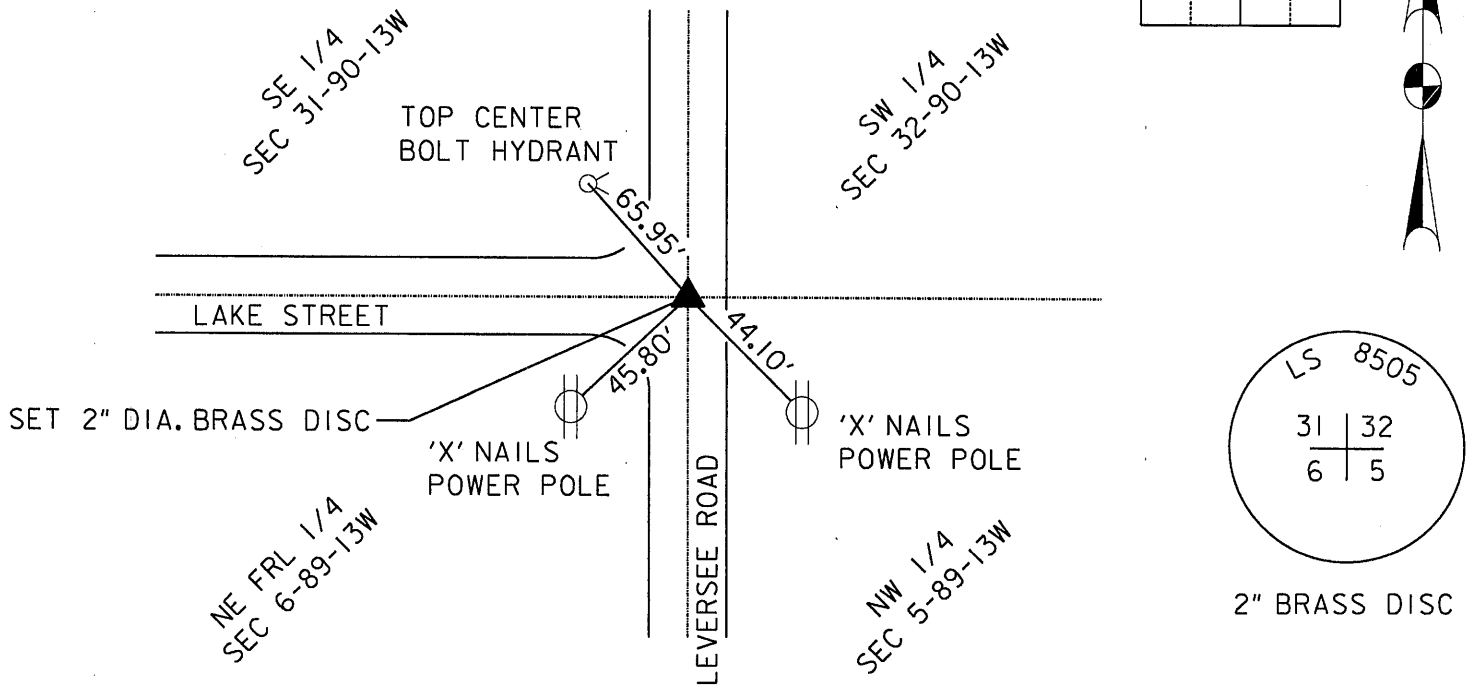 SE 1/4
SEC 31-90-13W
TOP CENTER
BOLT HYDRANT
SW 1/4
SEC 32-90-13W
65.95'
LAKE STREET
45.80'
44.10'
SET 2" DIA. BRASS DISC
'X' NAILS
POWER POLE
'X' NAILS
POWER POLE
LEVERSEE ROAD
NE FRL 1/4
SEC 6-89-13W
NW 1/4
SEC 5-89-13W
LS 8505
31 32
6 5
2" BRASS DISC